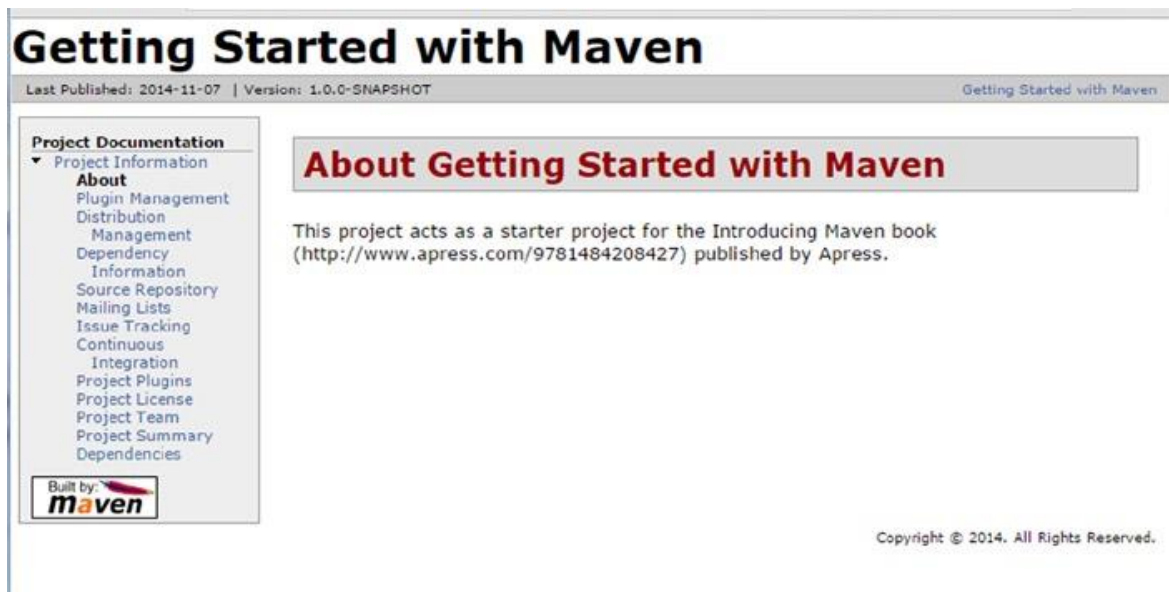 Getting Started with Maven
Last Published: 2014-11-07 | Version: 1.0.0-SNAPSHOT
Getting Started with Maven
Project Documentation
Project Information
About
Plugin Management
Distribution
Management
Dependency
Information
Source Repository
Mailing Lists
Issue Tracking
Continuous
Integration
Project Plugins
Project License
Project Team
Project Summary
Dependencies
Built by:
maven
About Getting Started with Maven
This project acts as a starter project for the Introducing Maven book
(http://www.apress.com/9781484208427) published by Apress.
Copyright © 2014. All Rights Reserved.